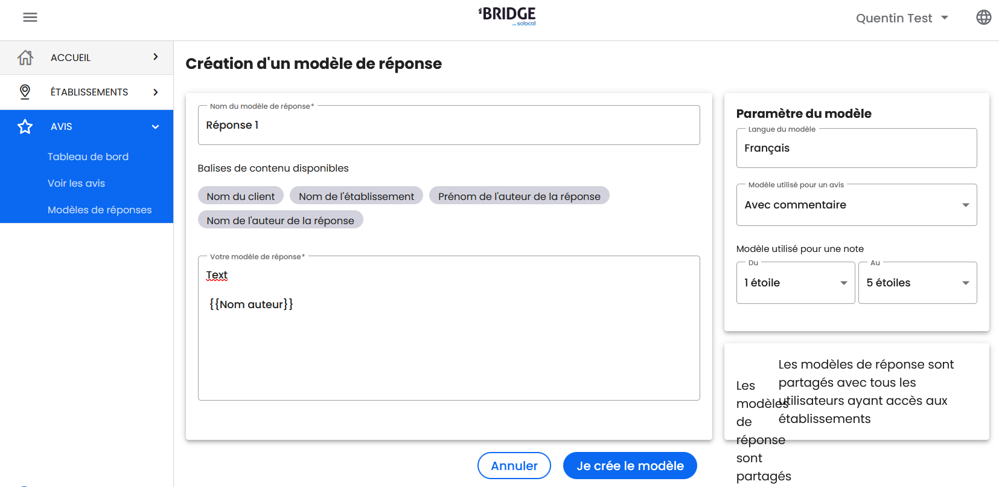 BRIDGE
par solocal
Quentin Test
ACCUEIL
ÉTABLISSEMENTS
AVIS
Tableau de bord
Voir les avis
Modèles de réponses
Création d'un modèle de réponse
Nom du modèle de réponse*
Réponse 1
Balises de contenu disponibles
Nom du client
Nom de l'établissement
Prénom de l'auteur de la réponse
Nom de l'auteur de la réponse
Votre modèle de réponse*
Text
{{Nom auteur}}
Annuler
Je crée le modèle
Paramètre du modèle
Langue du modèle
Français
Modèle utilisé pour un avis
Avec commentaire
Modèle utilisé pour une note
Du
1 étoile
Au
5 étoiles
Les modèles de réponse sont
partagés avec tous les
utilisateurs ayant accès aux
établissements
Les
modèles
de
réponse
sont
partagés